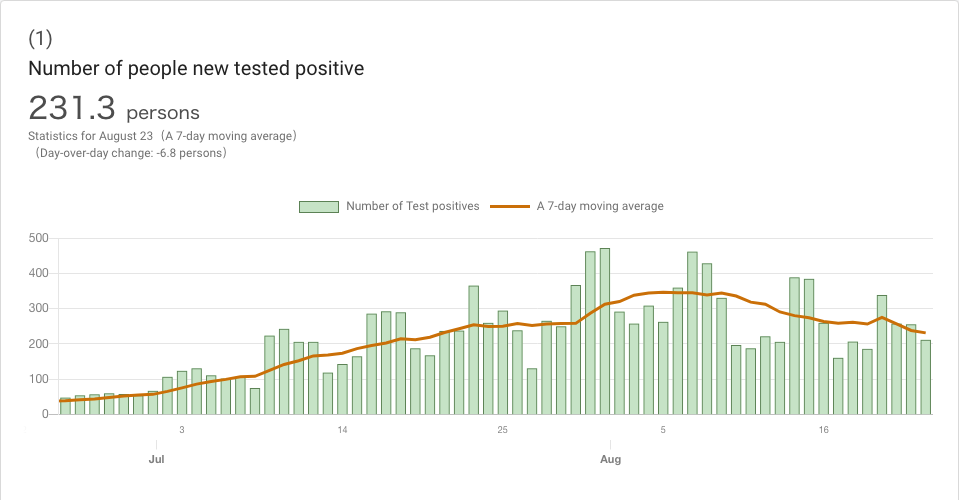 (1)
Number of people new tested positive
231.3 persons
Statistics for August 23（A 7-day moving average）
（Day-over-day change: -6.8 persons）
Number of Test positives A 7-day moving average
500
400
300
200
100
0
3 14 25 5 16
Jul Aug